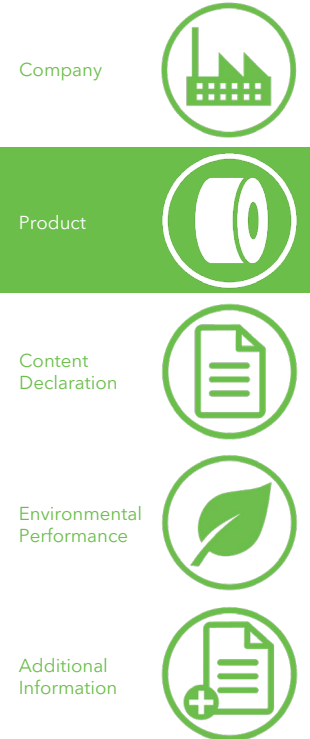 Company
Product
Content
Declaration
Environmental
Performance
Additional
Information